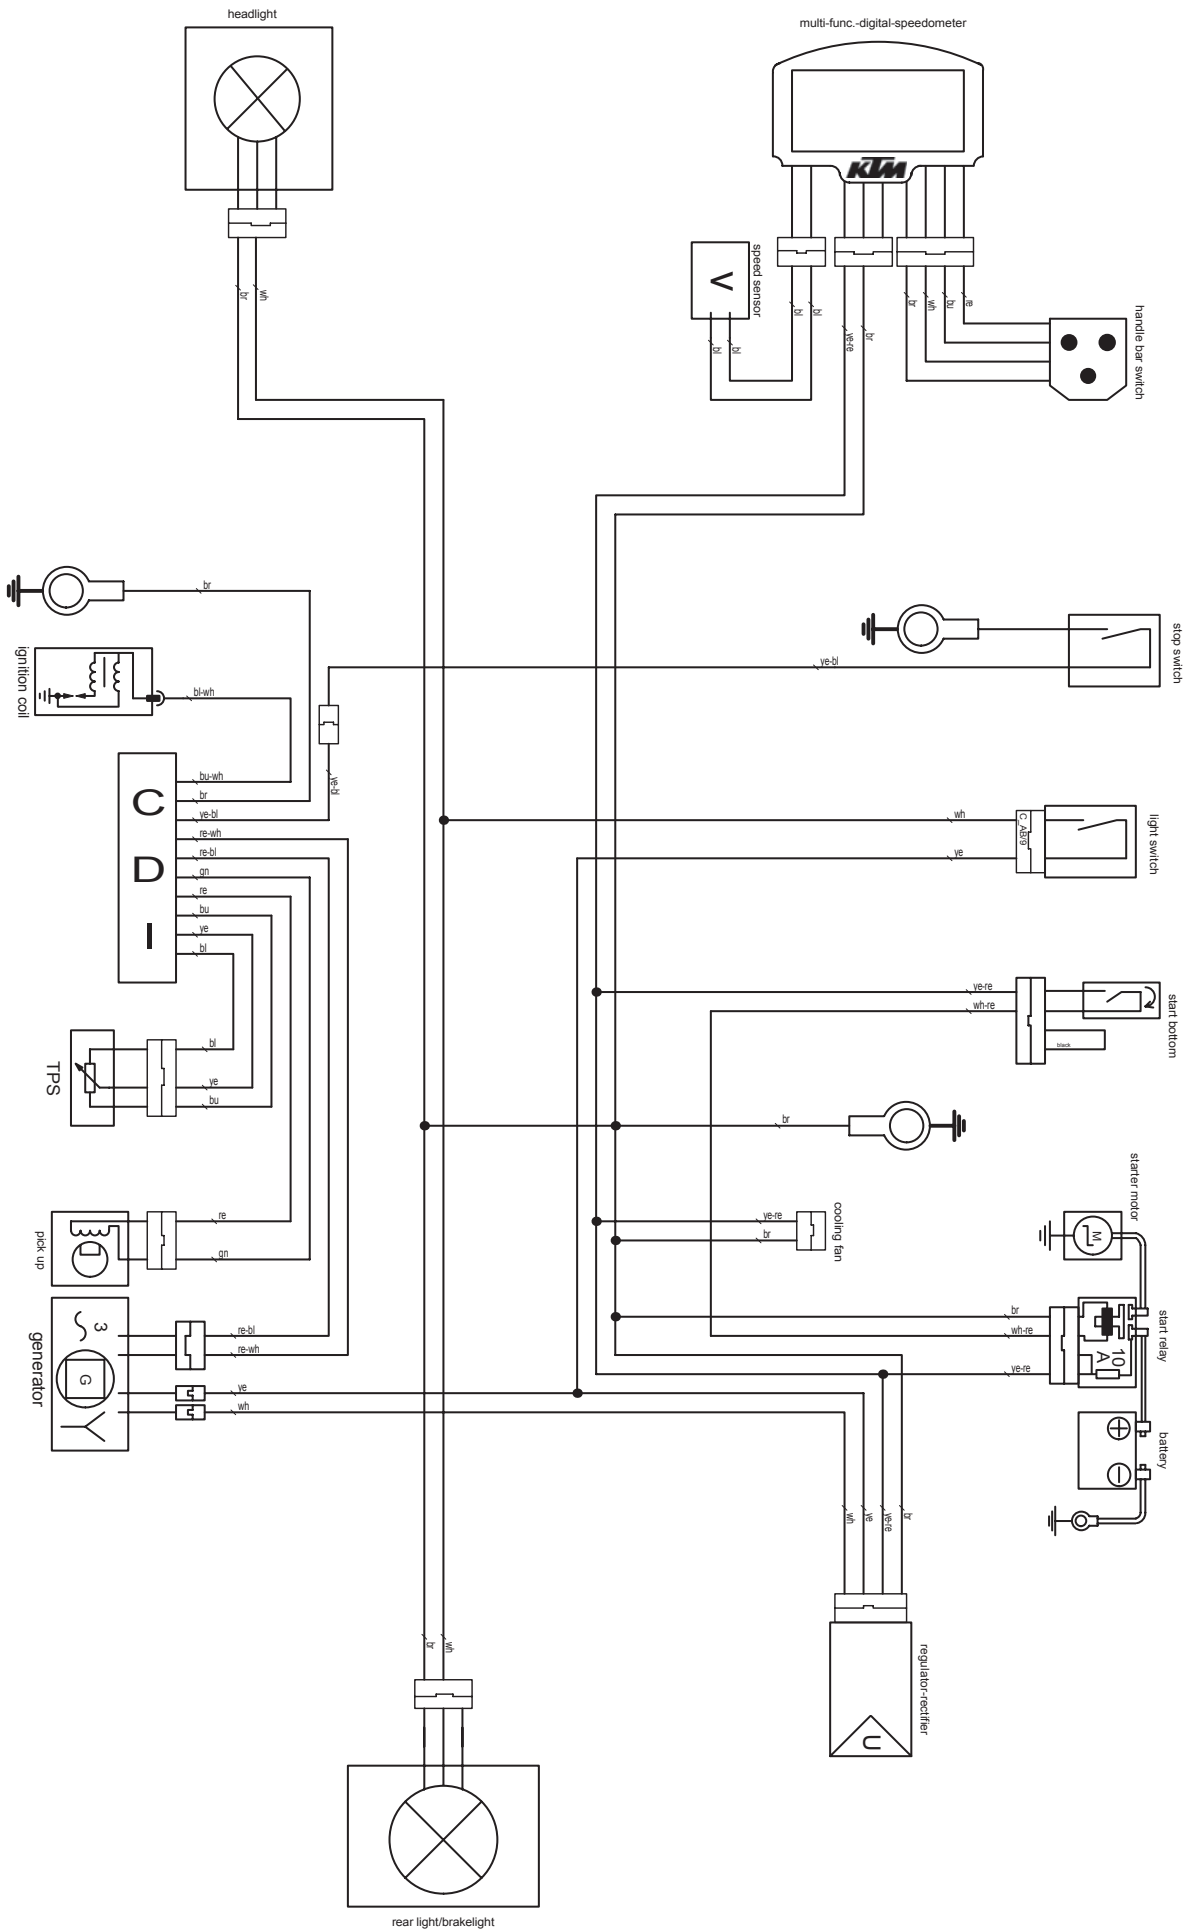 headlight
multi-func.-digital-speedometer
KTM
speed sensor
V
handle bar switch
br
wh
bl
bl
bl
bl
ye-re
br
br
wh
bu
re
br
stop switch
ignition coil
ye-bl
bl-wh
ye-bl
C
D
I
bu-wh
br
ye-bl
re-wh
re-bl
gn
re
bu
ye
bl
wh
ye
C_AB/9
light switch
ye-re
wh-re
black
start bottom
TPS
bl
ye
bu
br
starter motor
M
pick up
re
gn
ye-re
br
cooling fan
generator
3
G
re-bl
re-wh
ye
wh
br
wh-re
ye-re
10
A
start relay
battery
wh
ye
ye-re
br
regulator-rectifier
U
br
wh
rear light/brakelight